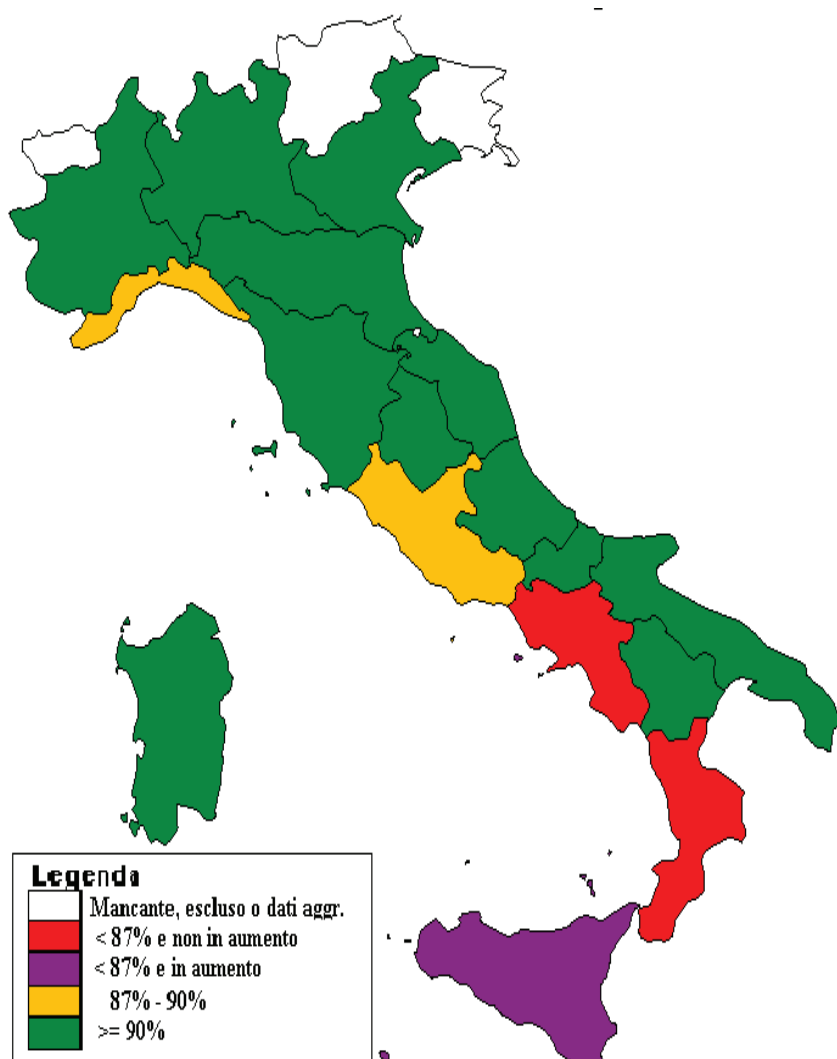 Legenda
Mancante, escluso o dati aggr.
< 87% e non in aumento
< 87% e in aumento
87% - 90%
>= 90%